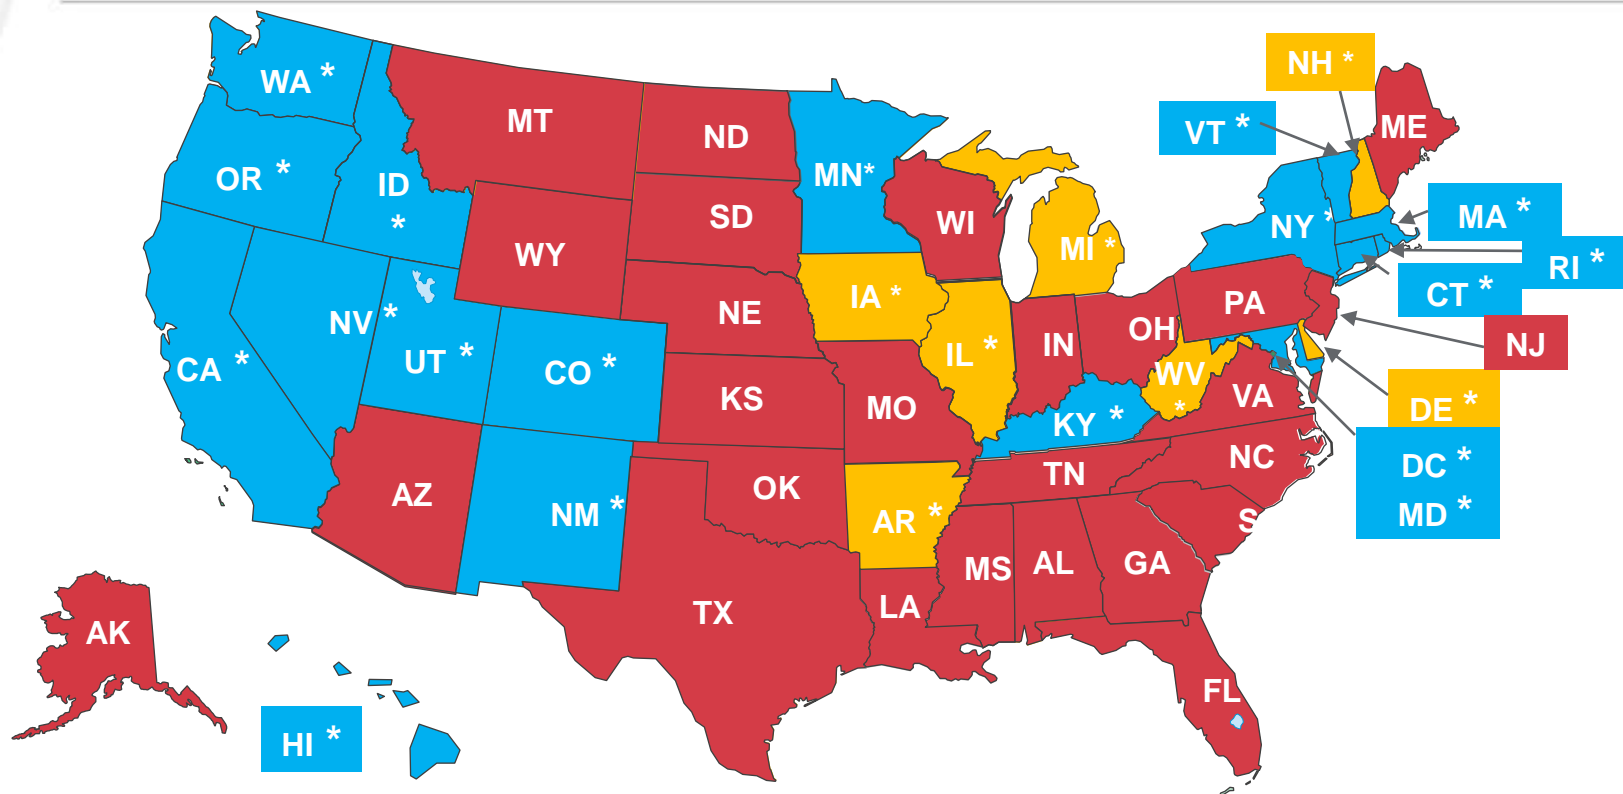 WA *
OR *
ID
*
MT
ND
MN*
SD
WY
WI
MI *
NH *
VT *
ME
NY *
MA *
RI *
CT *
NJ
DE *
DC *
MD *
PA
OH
IN
IL *
IA *
NE
NV *
UT *
CO *
CA *
KS
MO
KY *
WV
*
VA
NC
TN
S
AZ
NM *
OK
AR *
MS
AL
GA
LA
TX
FL
AK
HI *